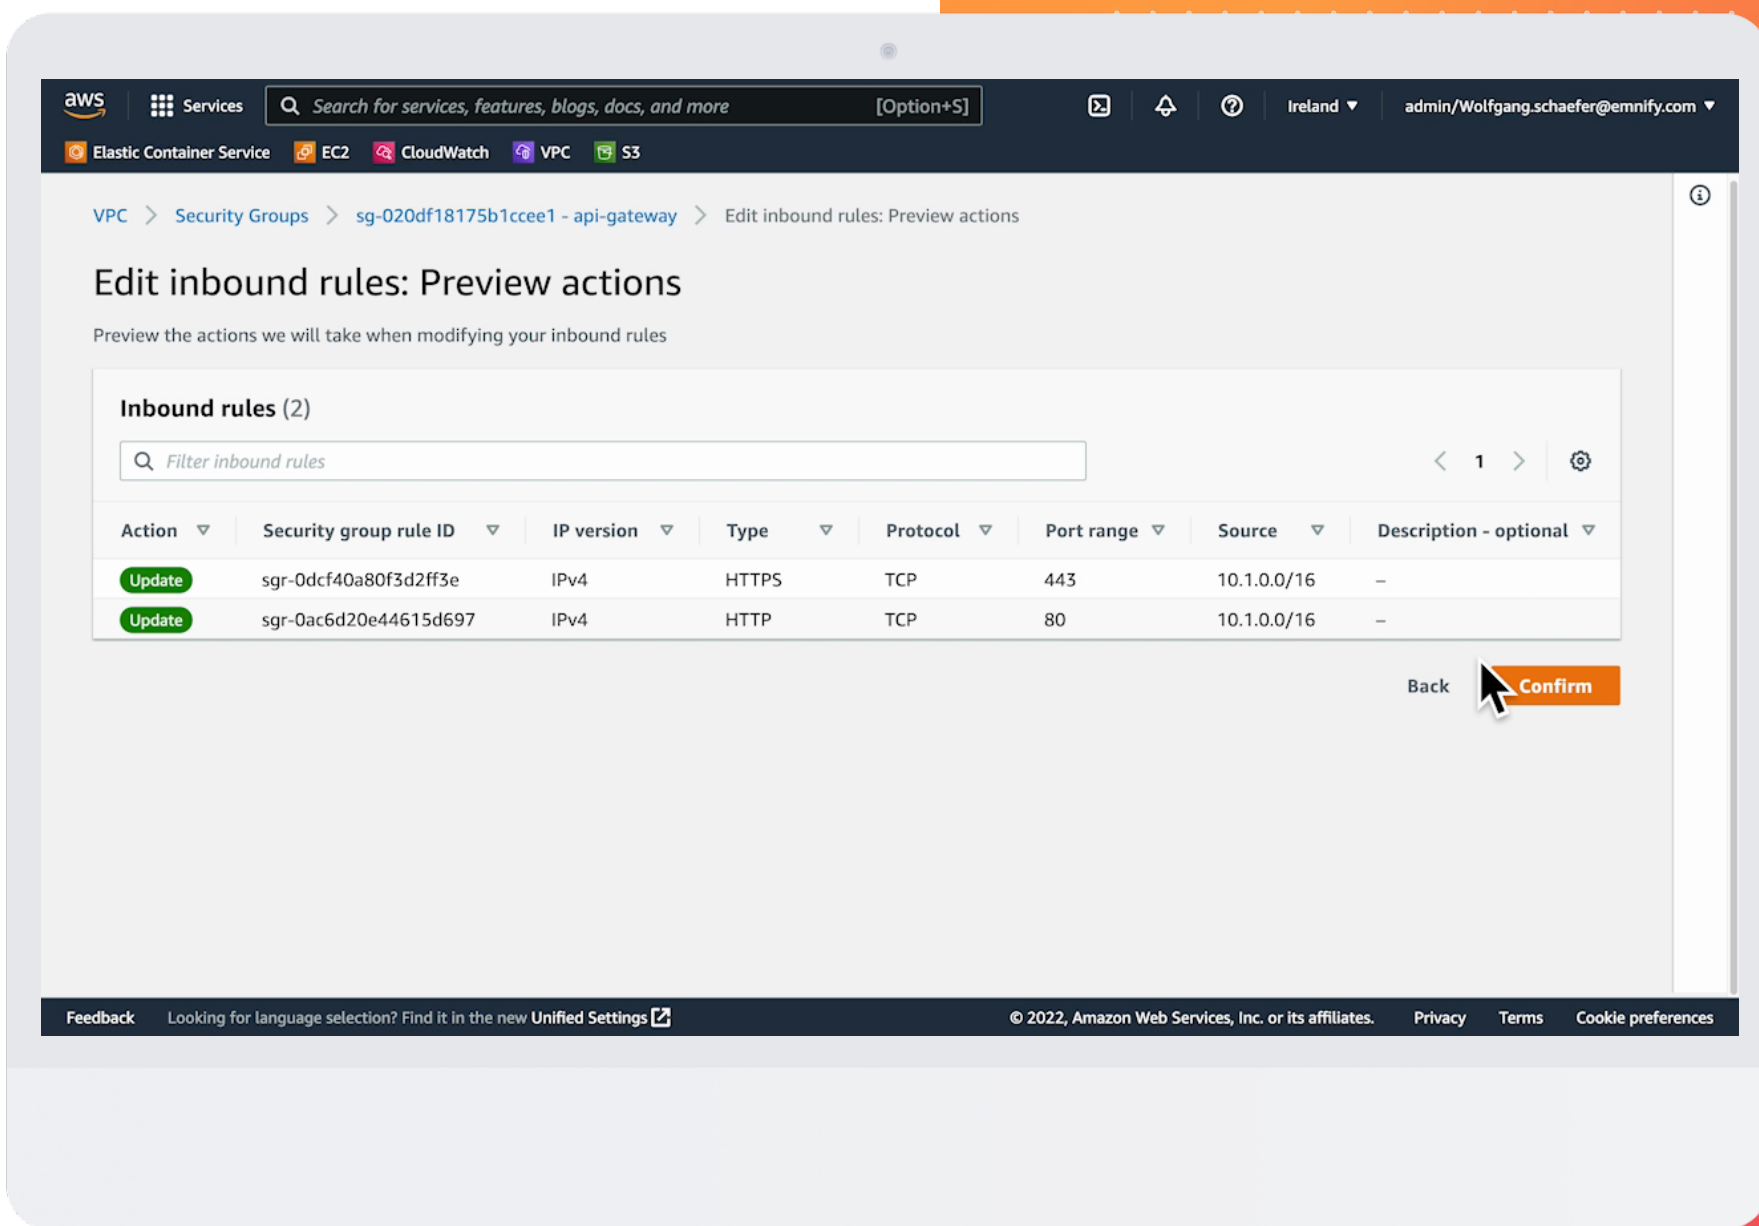 aws Services Search for services, features, blogs, docs, and more [Option+S] Ireland admin/Wolfgang.schaefer@emnify.com
Elastic Container Service EC2 CloudWatch VPC S3
VPC > Security Groups > sg-020df18175b1ccee1 - api-gateway > Edit inbound rules: Preview actions
Edit inbound rules: Preview actions
Preview the actions we will take when modifying your inbound rules
Inbound rules (2)
Filter inbound rules < 1 >
Action Security group rule ID IP version Type Protocol Port range Source Description - optional
Update sgr-0dcf40a80f3d2ff3e IPv4 HTTPS TCP 443 10.1.0.0/16 –
Update sgr-0ac6d20e44615d697 IPv4 HTTP TCP 80 10.1.0.0/16 –
Back Confirm
Feedback Looking for language selection? Find it in the new Unified Settings © 2022, Amazon Web Services, Inc. or its affiliates. Privacy Terms Cookie preferences